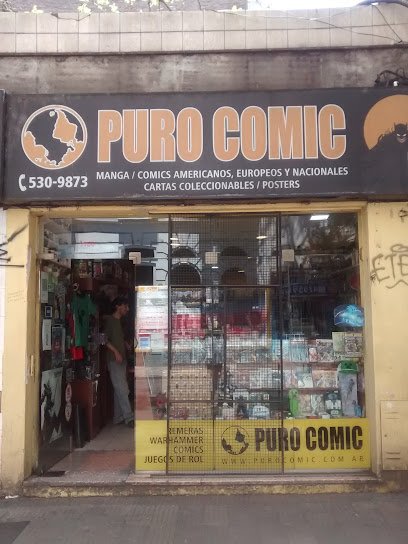 PURO COMIC
MANGA / COMICS AMERICANOS, EUROPEOS Y NACIONALES
CARTAS COLECCIONABLES / POSTERS
530-9873
REMERAS
WARHAMMER
COMICS
JUEGOS DE ROL
PURO COMIC
WWW.PUROCOMIC.COM.AR